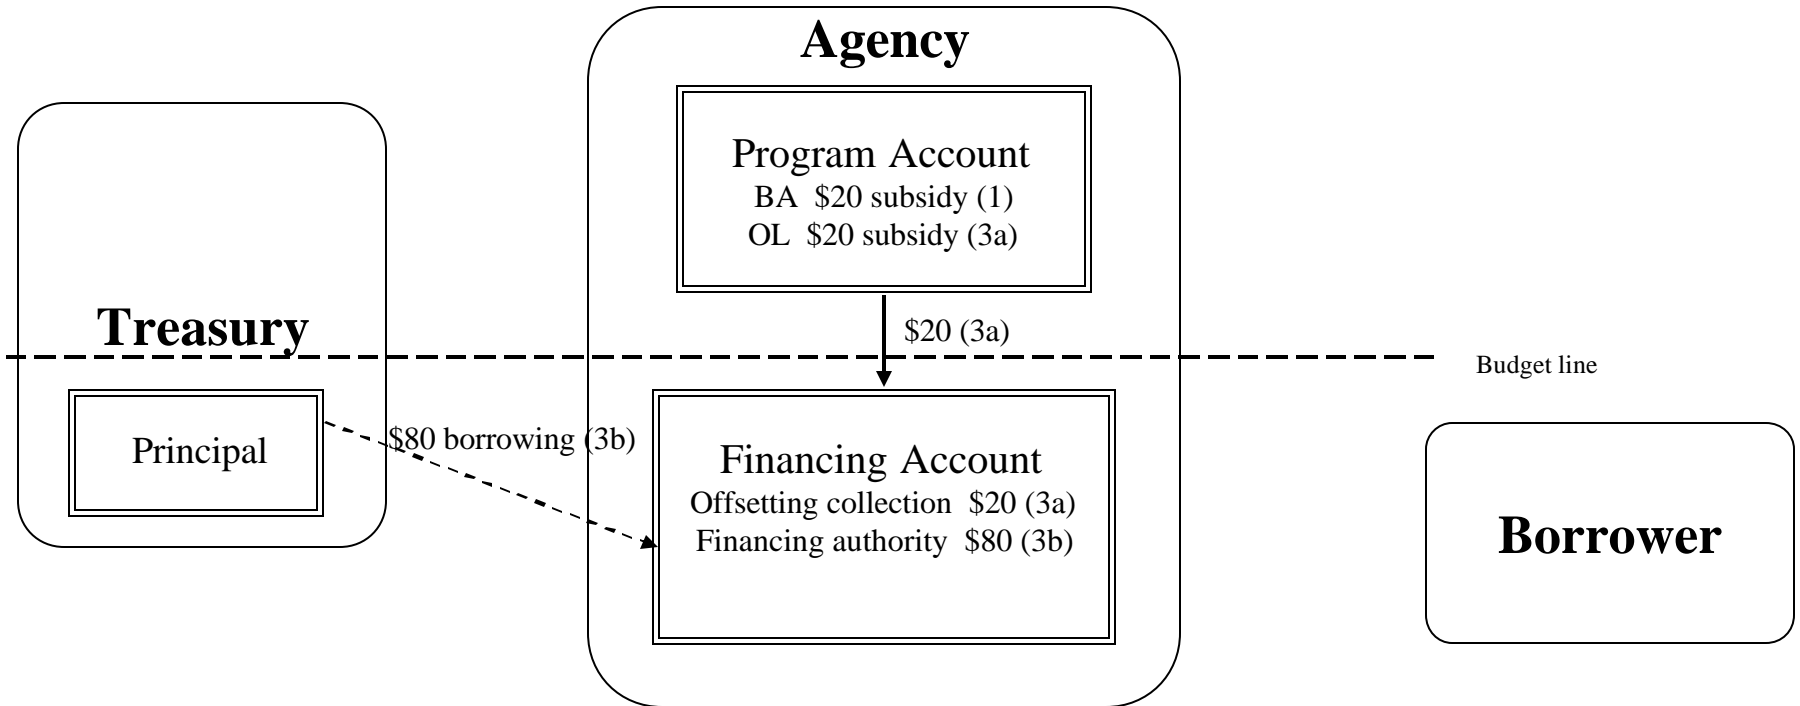 Agency
Program Account
BA $20 subsidy (1)
OL $20 subsidy (3a)
Treasury
$20 (3a)
Budget line
Principal
$80 borrowing (3b)
Financing Account
Offsetting collection $20 (3a)
Financing authority $80 (3b)
Borrower